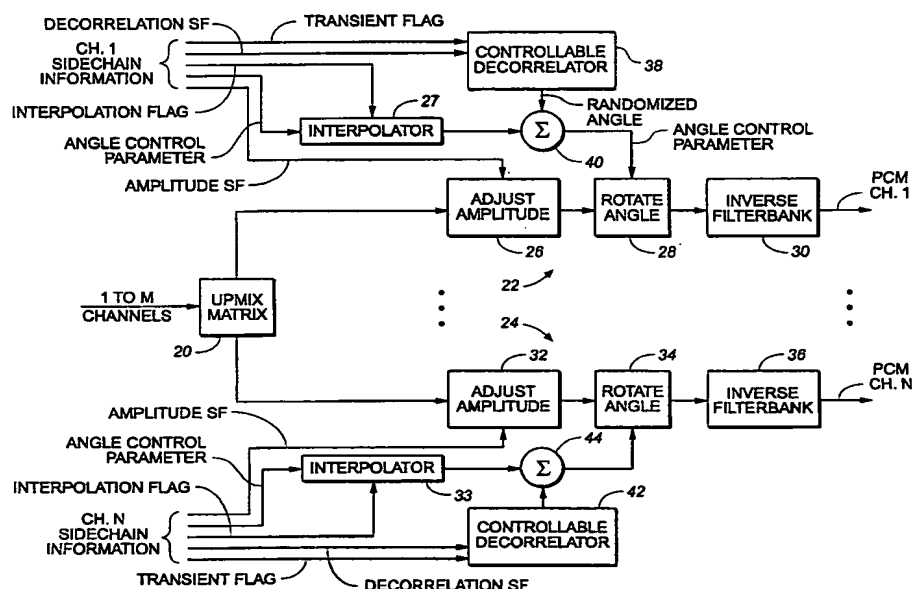 DECORRELATION SF
TRANSIENT FLAG
CH. 1
SIDECHAIN
INFORMATION
CONTROLLABLE
DECORRELATOR
38
INTERPOLATION FLAG
27
RANDOMIZED
ANGLE
INTERPOLATOR
Σ
40
ANGLE CONTROL
PARAMETER
ANGLE CONTROL
PARAMETER
AMPLITUDE SF
ADJUST
AMPLITUDE
26
ROTATE
ANGLE
28
INVERSE
FILTERBANK
30
PCM
CH. 1
22
1 TO M
CHANNELS
UPMIX
MATRIX
20
24
32
34
36
ADJUST
AMPLITUDE
ROTATE
ANGLE
INVERSE
FILTERBANK
PCM
CH. N
AMPLITUDE SF
ANGLE CONTROL
PARAMETER
44
INTERPOLATOR
33
Σ
INTERPOLATION FLAG
42
CH. N
SIDECHAIN
INFORMATION
CONTROLLABLE
DECORRELATOR
TRANSIENT FLAG
DECORRELATION SF